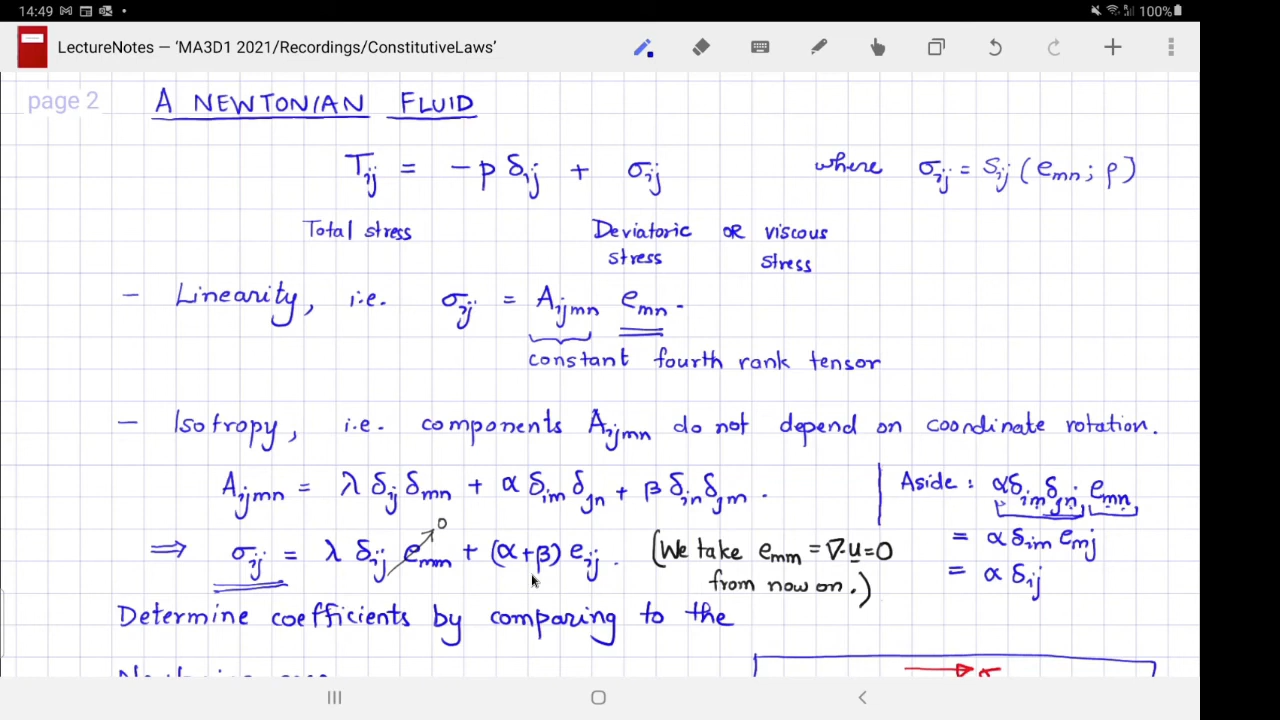 14:49
100%
LectureNotes — ‘MA3D1 2021/Recordings/ConstitutiveLaws’
page 2
A NEWTONIAN FLUID
Tij = -p δij + σij where σij = Sij (emn; ρ)
Total stress Deviatoric OR viscous
stress stress
- Linearity, i.e. σij = Aijmn emn.
constant fourth rank tensor
- Isotropy, i.e. components Aijmn do not depend on coordinate rotation.
Aijmn = λ δij δmn + α δim δjn + β δin δjm.
Aside: αδim δjn emn
⇒ σij = λ δij emm 0 + (α+β) eij. (We take emm = ∇·u = 0
from now on.)
= α δim emj
= α δij
Determine coefficients by comparing to the
σ